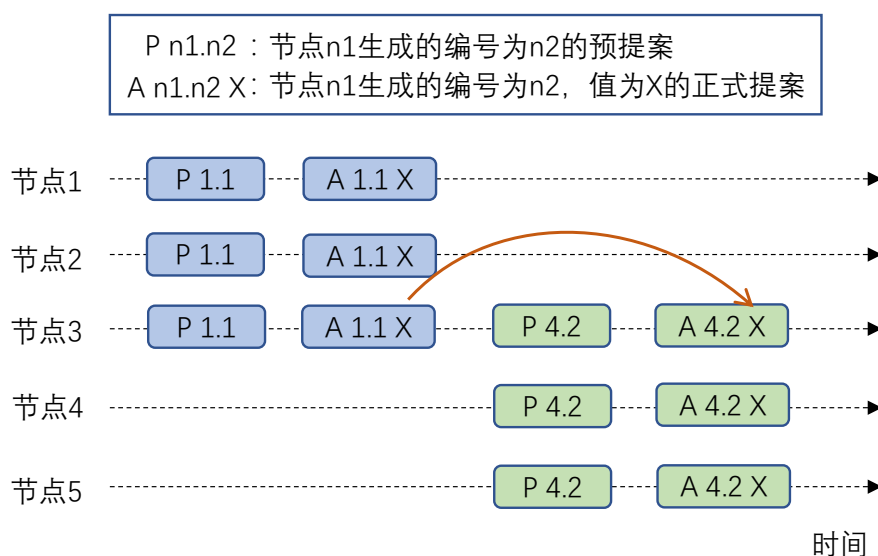 P n1.n2 : 节点n1生成的编号为n2的预提案
A n1.n2 X: 节点n1生成的编号为n2, 值为X的正式提案
节点1 P 1.1 A 1.1 X
节点2 P 1.1 A 1.1 X
节点3 P 1.1 A 1.1 X P 4.2 A 4.2 X
节点4 P 4.2 A 4.2 X
节点5 P 4.2 A 4.2 X
时间